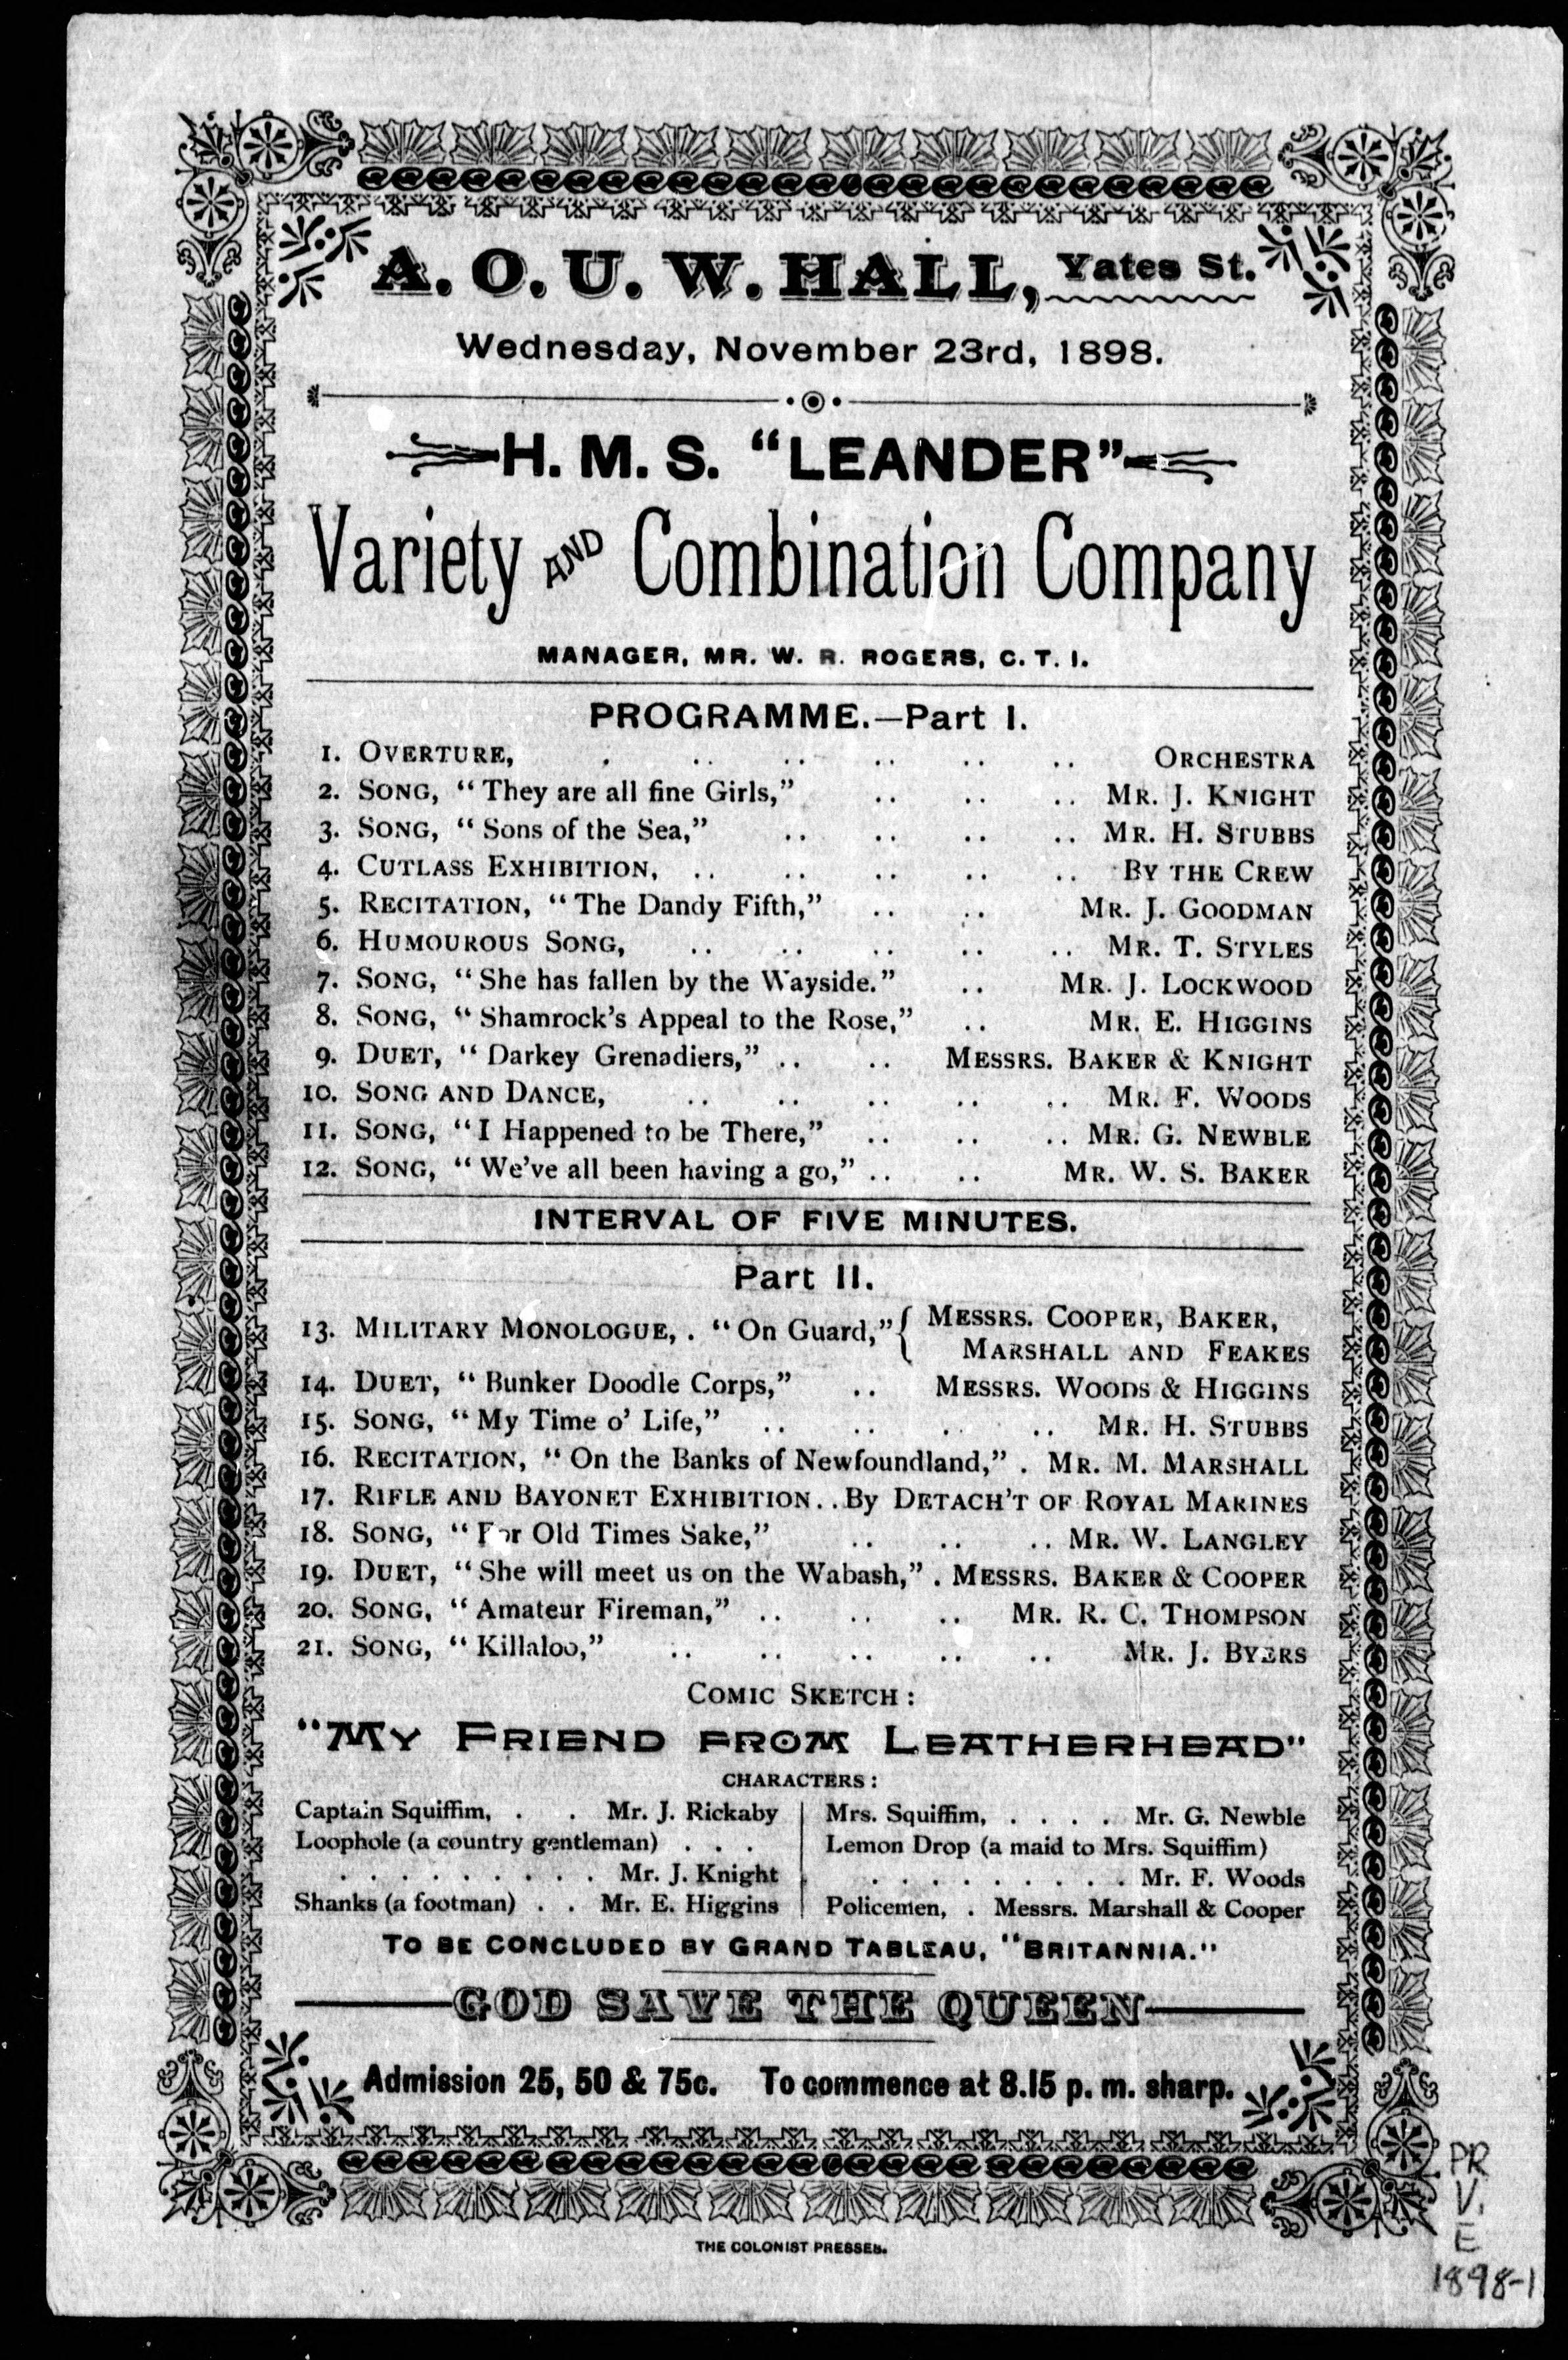 A. O. U. W. HALL, Yates St.
Wednesday, November 23rd, 1898.
H. M. S. "LEANDER"
Variety AND Combination Company
MANAGER, MR. W. R. ROGERS, C. T. I.
PROGRAMME.—Part I.
1. OVERTURE, . .. .. .. .. .. ORCHESTRA
2. SONG, "They are all fine Girls," .. .. .. MR. J. KNIGHT
3. SONG, "Sons of the Sea," .. .. .. .. MR. H. STUBBS
4. CUTLASS EXHIBITION, .. .. .. .. .. BY THE CREW
5. RECITATION, "The Dandy Fifth," .. .. MR. J. GOODMAN
6. HUMOUROUS SONG, .. .. .. .. .. MR. T. STYLES
7. SONG, "She has fallen by the Wayside." .. MR. J. LOCKWOOD
8. SONG, "Shamrock's Appeal to the Rose," .. MR. E. HIGGINS
9. DUET, "Darkey Grenadiers," .. .. MESSRS. BAKER & KNIGHT
10. SONG AND DANCE, .. .. .. .. .. MR. F. WOODS
11. SONG, "I Happened to be There," .. .. .. MR. G. NEWBLE
12. SONG, "We've all been having a go," .. .. MR. W. S. BAKER
INTERVAL OF FIVE MINUTES.
Part II.
13. MILITARY MONOLOGUE, . "On Guard," { MESSRS. COOPER, BAKER,
MARSHALL AND FEAKES
14. DUET, "Bunker Doodle Corps," .. MESSRS. WOODS & HIGGINS
15. SONG, "My Time o' Life," .. .. .. .. MR. H. STUBBS
16. RECITATION, "On the Banks of Newfoundland," . MR. M. MARSHALL
17. RIFLE AND BAYONET EXHIBITION. . By DETACH'T OF ROYAL MARINES
18. SONG, "For Old Times Sake," .. .. .. MR. W. LANGLEY
19. DUET, "She will meet us on the Wabash," . MESSRS. BAKER & COOPER
20. SONG, "Amateur Fireman," .. .. .. MR. R. C. THOMPSON
21. SONG, "Killaloo," .. .. .. .. .. MR. J. BYERS
COMIC SKETCH:
"MY FRIEND FROM LEATHERHEAD"
CHARACTERS:
Captain Squiffim, . . Mr. J. Rickaby
Loophole (a country gentleman) . . .
. . . . . . . . . Mr. J. Knight
Shanks (a footman) . . Mr. E. Higgins
Mrs. Squiffim, . . . . Mr. G. Newble
Lemon Drop (a maid to Mrs. Squiffim)
. . . . . . . . . Mr. F. Woods
Policemen, . Messrs. Marshall & Cooper
TO BE CONCLUDED BY GRAND TABLEAU, "BRITANNIA."
GOD SAVE THE QUEEN
Admission 25, 50 & 75c. To commence at 8.15 p. m. sharp.
THE COLONIST PRESSES.
PR
V.
E
1898-1